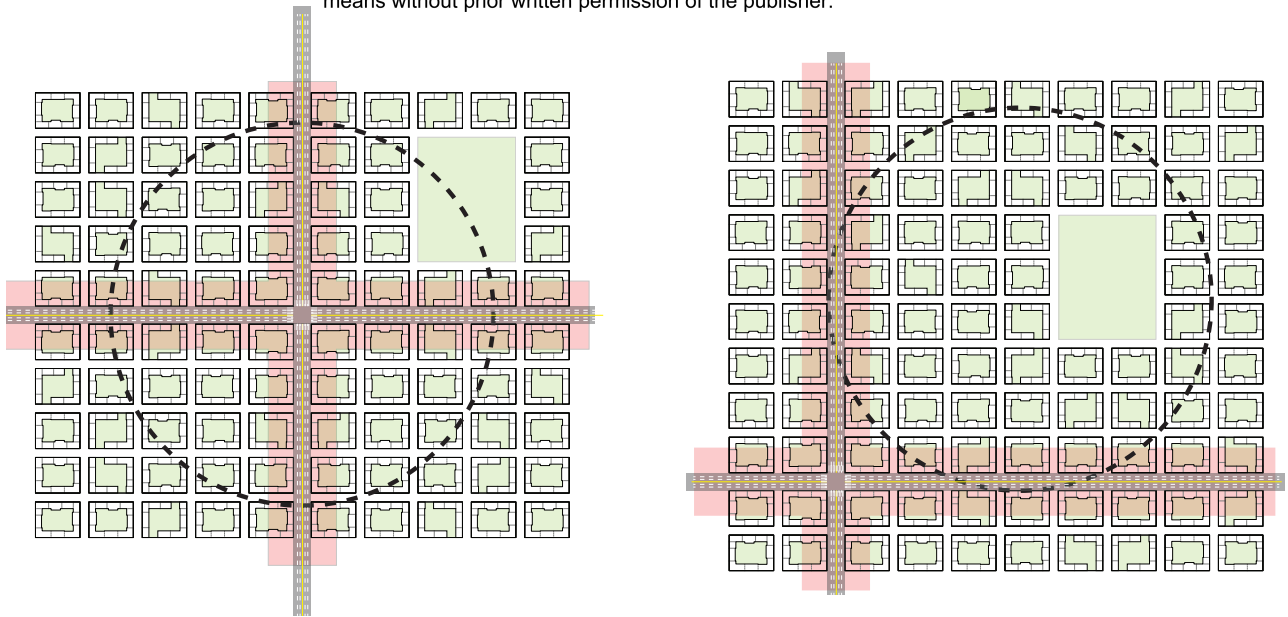 means without prior written permission of the publisher.